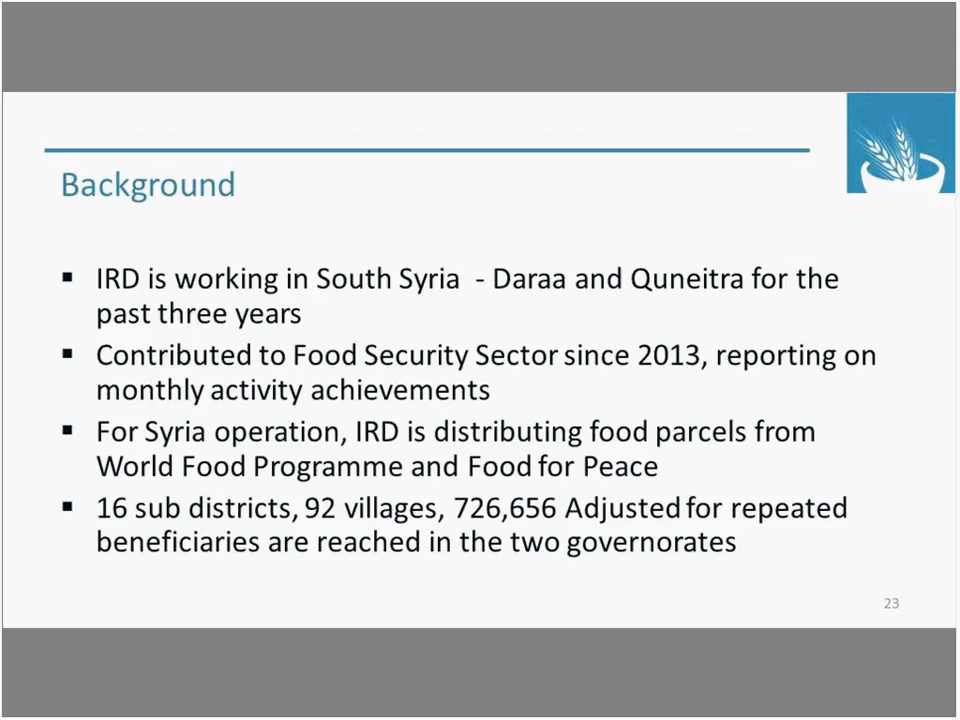 Background
▪ IRD is working in South Syria - Daraa and Quneitra for the
past three years
▪ Contributed to Food Security Sector since 2013, reporting on
monthly activity achievements
▪ For Syria operation, IRD is distributing food parcels from
World Food Programme and Food for Peace
▪ 16 sub districts, 92 villages, 726,656 Adjusted for repeated
beneficiaries are reached in the two governorates
23